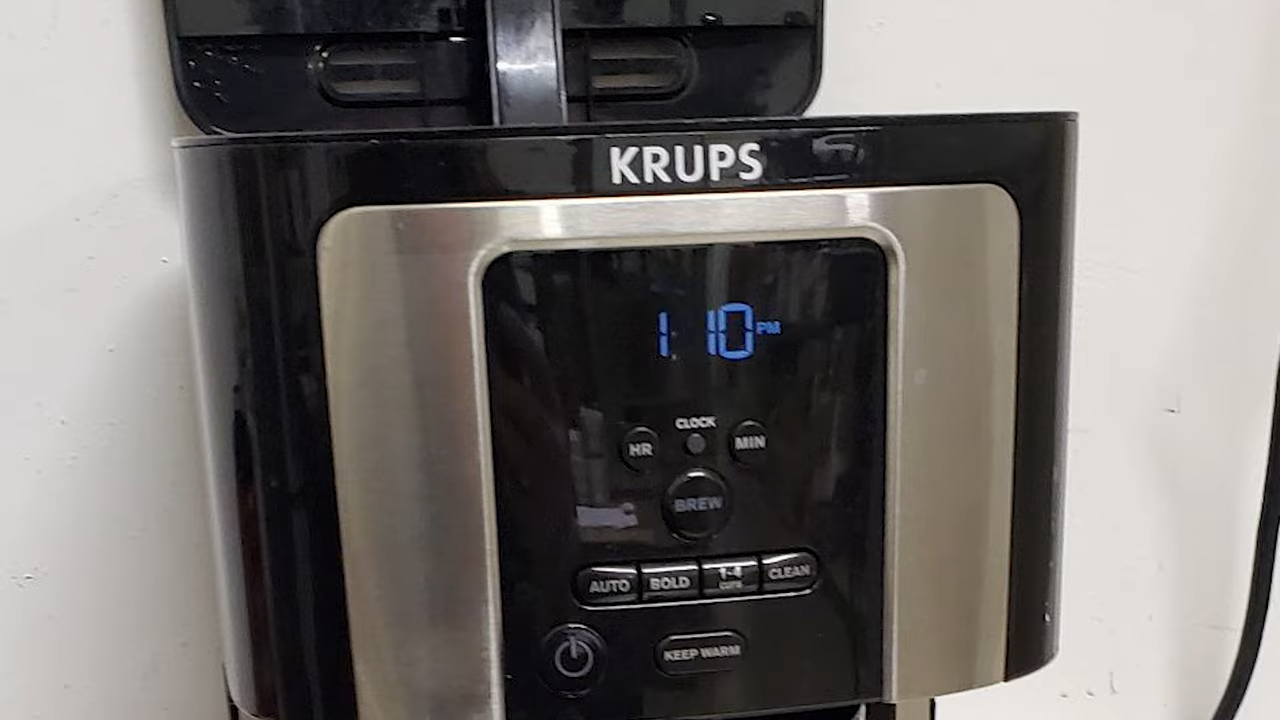 KRUPS
1:10 PM
CLOCK
HR MIN
BREW
AUTO BOLD 1-4 CUPS CLEAN
KEEP WARM